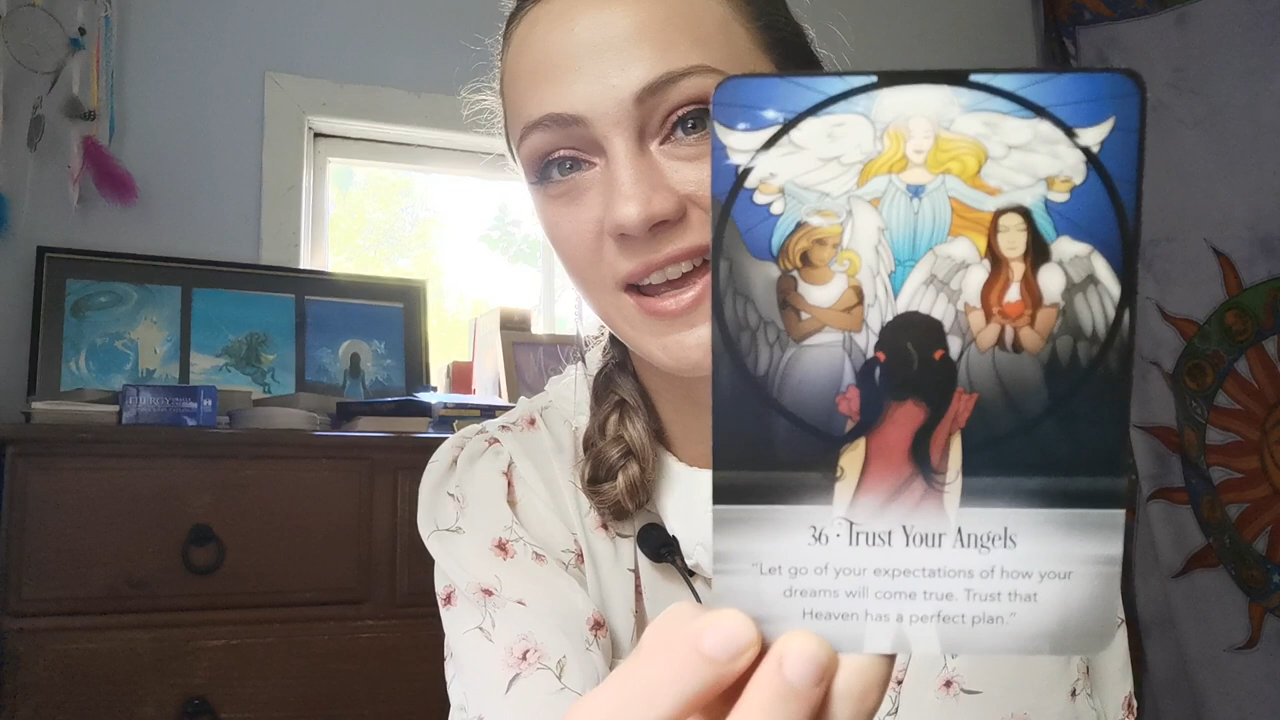 ENERGY
36 · Trust Your Angels
"Let go of your expectations of how your
dreams will come true. Trust that
Heaven has a perfect plan."